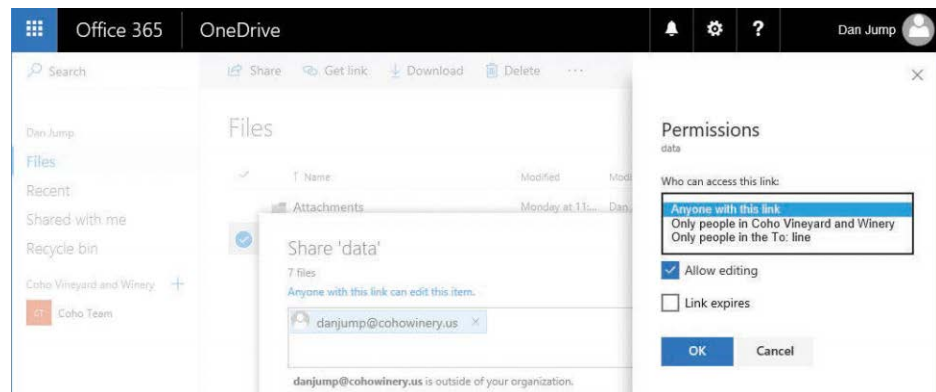 Office 365 OneDrive ? Dan Jump
Search
Dan Jump
Files
Recent
Shared with me
Recycle bin
Coho Vineyard and Winery +
CT Coho Team
Share Get link Download Delete ...
Files
↑ Name Modified Modi
Attachments Monday at 11:... Dan
Share 'data'
7 files
Anyone with this link can edit this item.
danjump@cohowinery.us ×
danjump@cohowinery.us is outside of your organization.
Permissions
data
Who can access this link:
Anyone with this link
Only people in Coho Vineyard and Winery
Only people in the To: line
Allow editing
Link expires
OK Cancel